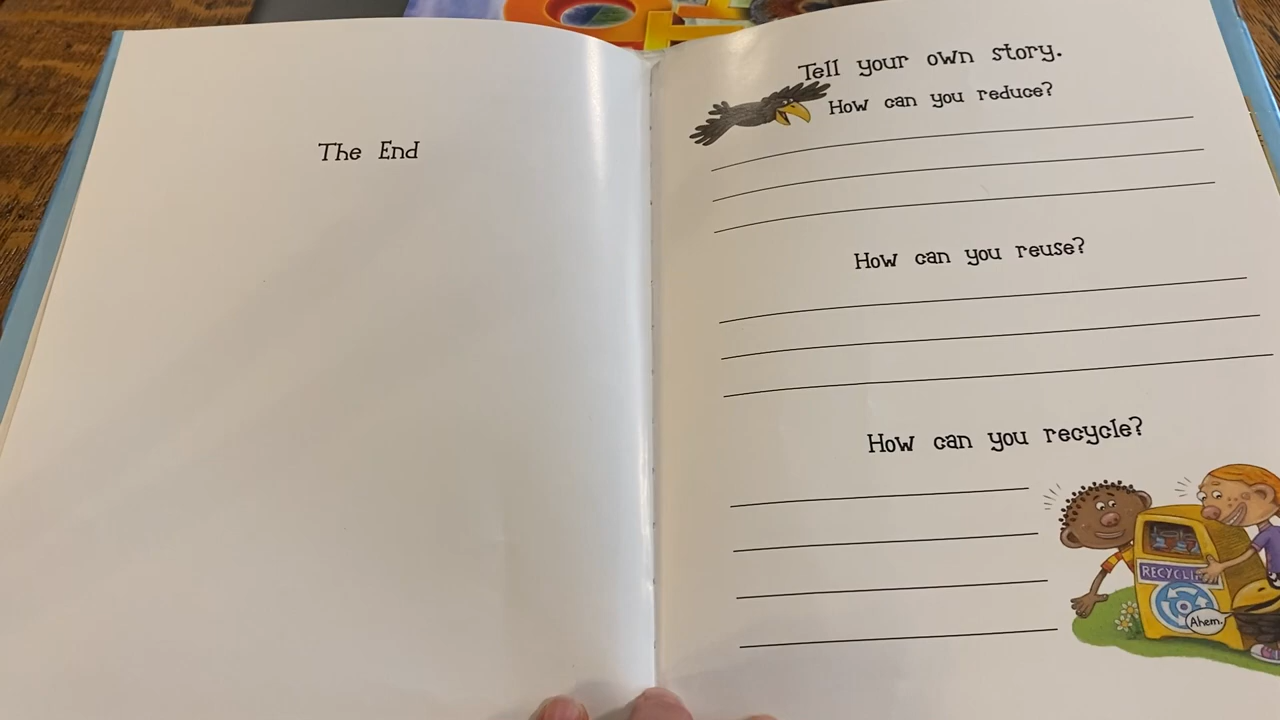 The End
Tell your own story.
How can you reduce?
How can you reuse?
How can you recycle?
Ahem.